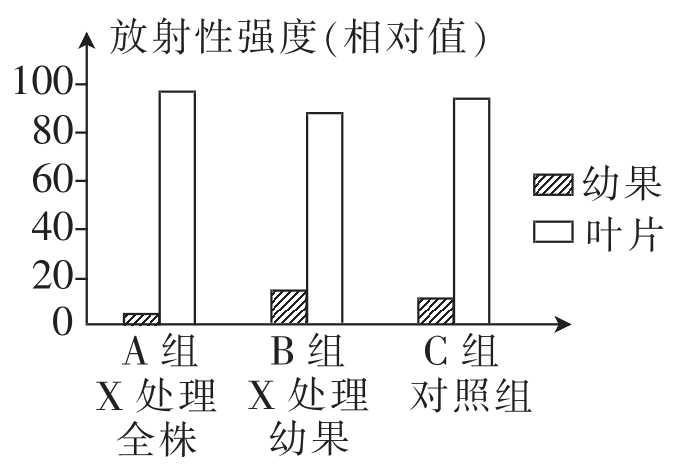 放射性强度(相对值)
100
80
60
40
20
0
幼果
叶片
A 组
X 处理
全株
B 组
X 处理
幼果
C 组
对照组